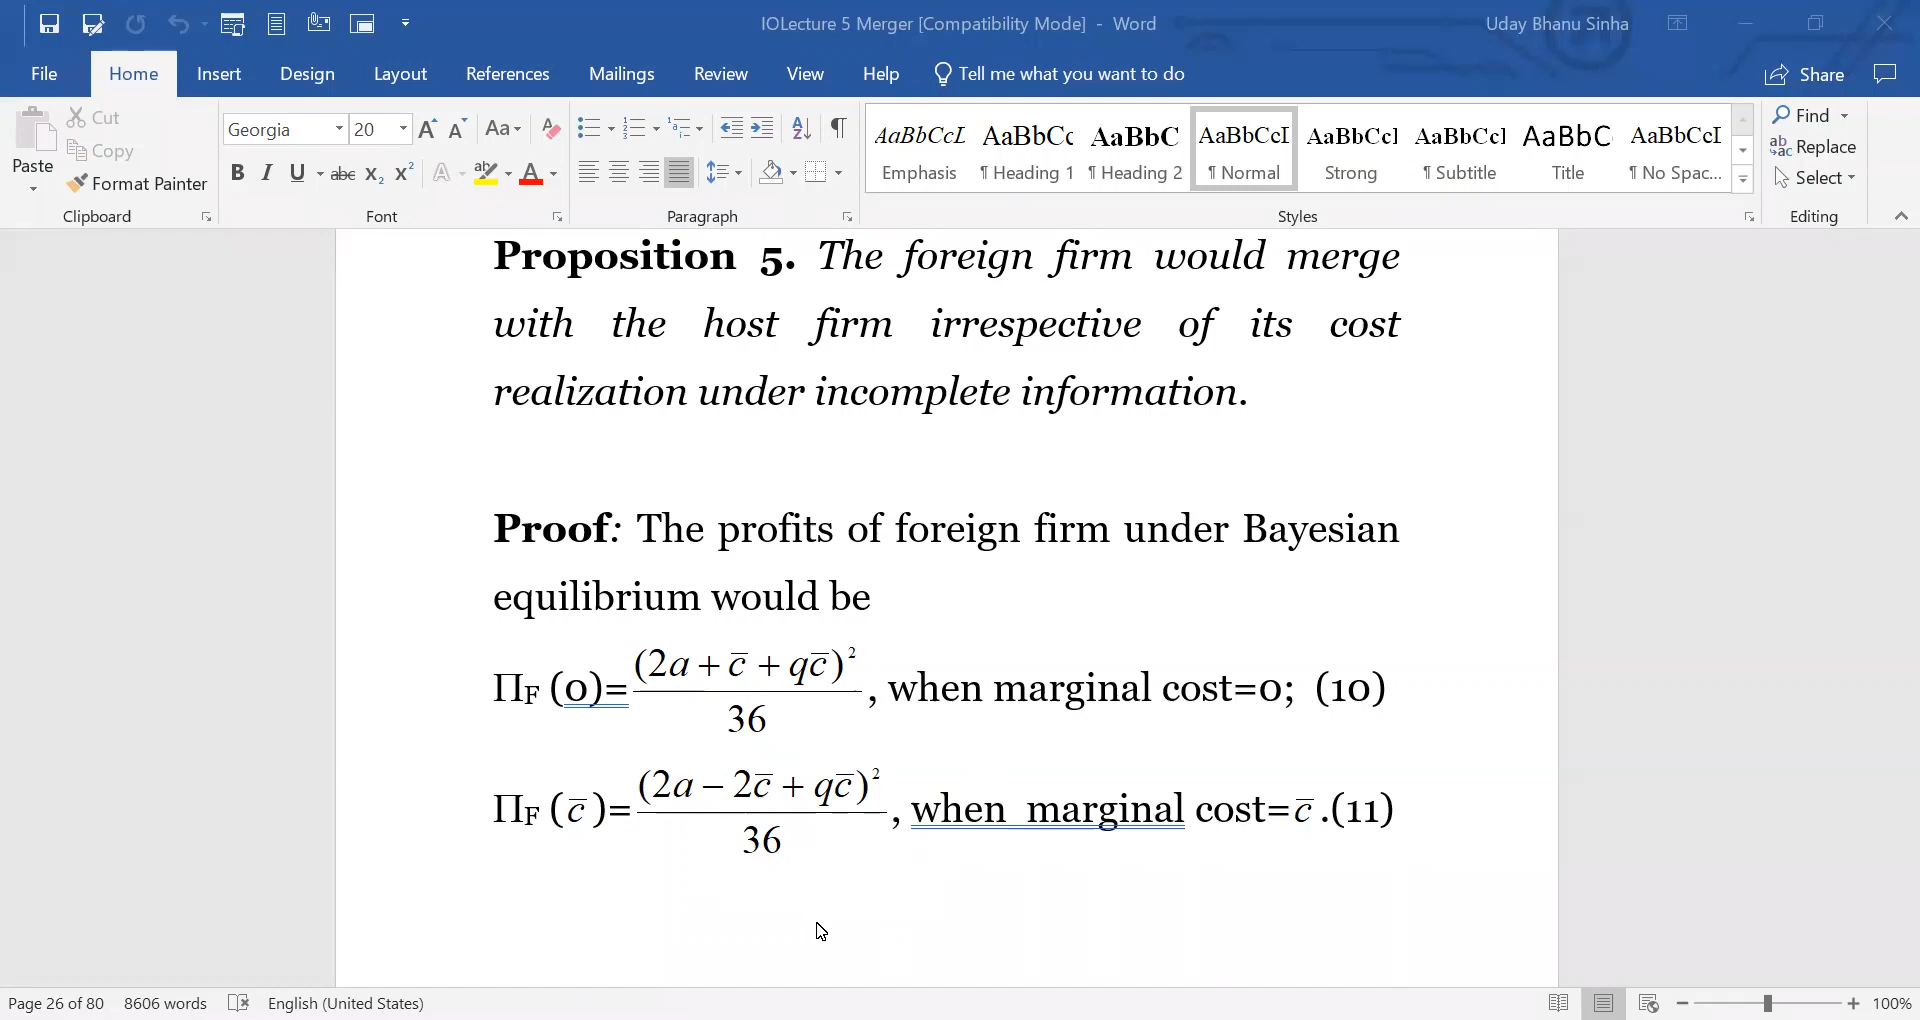 IOLecture 5 Merger [Compatibility Mode] - Word
Uday Bhanu Sinha
File Home Insert Design Layout References Mailings Review View Help Tell me what you want to do Share
Paste
Cut
Copy
Format Painter
Clipboard
Georgia 20
Font
Paragraph
AaBbCcL AaBbCc AaBbC AaBbCcI AaBbCcI AaBbCcI AaBbC AaBbCcI
Emphasis ¶ Heading 1 ¶ Heading 2 ¶ Normal Strong ¶ Subtitle Title ¶ No Spac...
Styles
Find
Replace
Select
Editing
Proposition 5. The foreign firm would merge
with the host firm irrespective of its cost
realization under incomplete information.
Proof: The profits of foreign firm under Bayesian
equilibrium would be
Π_F (0)= (2a + c̅ + qc̅)² / 36 , when marginal cost=0; (10)
Π_F (c̅)= (2a − 2c̅ + qc̅)² / 36 , when marginal cost= c̅ .(11)
Page 26 of 80 8606 words English (United States) 100%